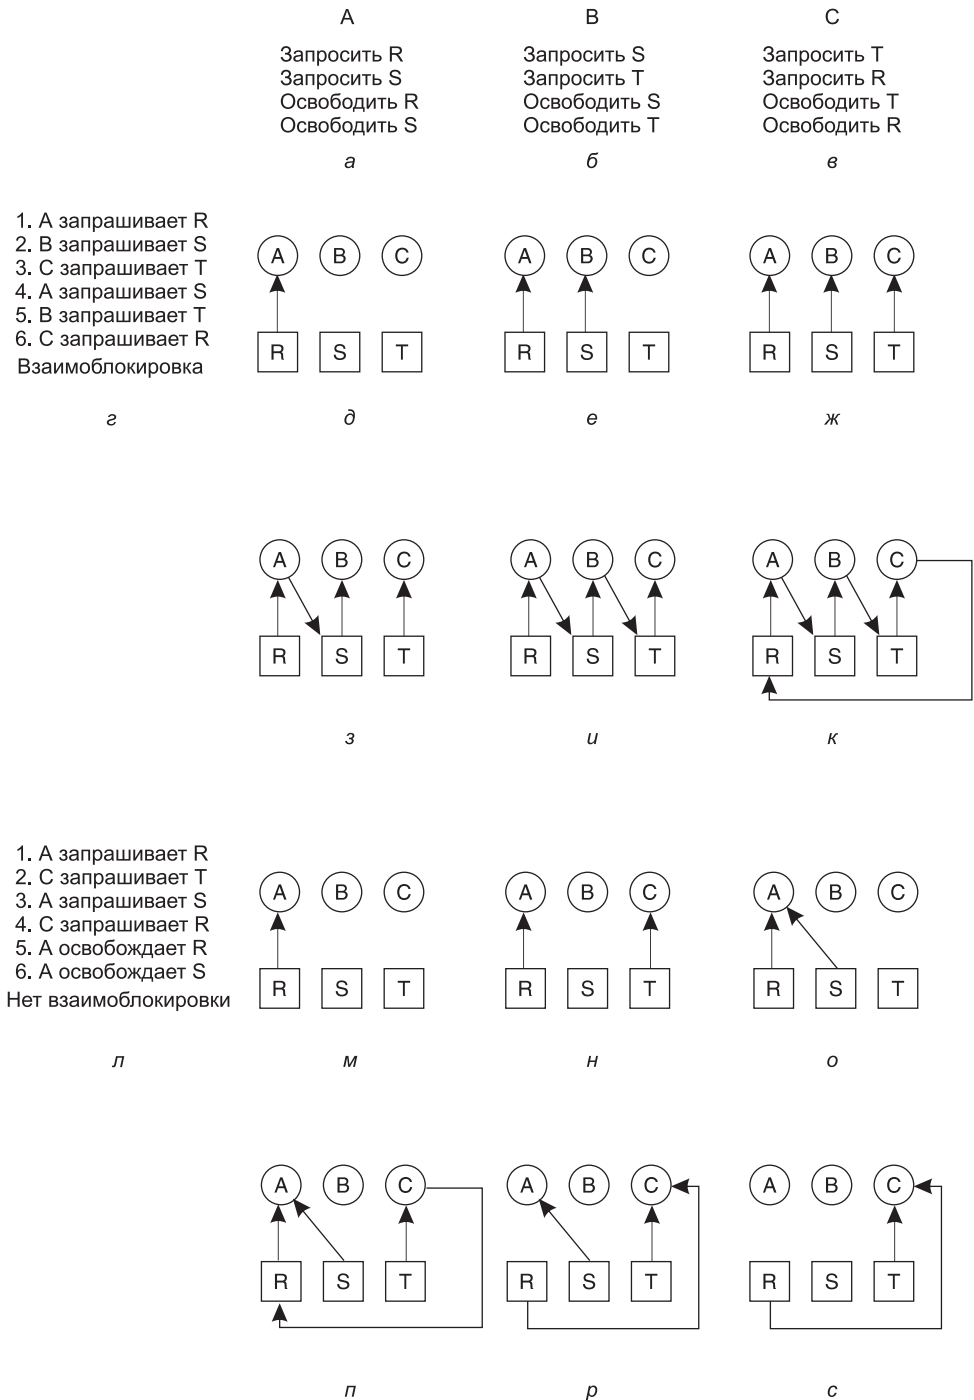 A B C
Запросить R Запросить S Запросить T
Запросить S Запросить T Запросить R
Освободить R Освободить S Освободить T
Освободить S Освободить T Освободить R
а б в
1. A запрашивает R
2. B запрашивает S
3. C запрашивает T
4. A запрашивает S
5. B запрашивает T
6. C запрашивает R
Взаимоблокировка
A B C A B C A B C
R S T R S T R S T
г д е ж
A B C A B C A B C
R S T R S T R S T
з и к
1. A запрашивает R
2. C запрашивает T
3. A запрашивает S
4. C запрашивает R
5. A освобождает R
6. A освобождает S
Нет взаимоблокировки
A B C A B C A B C
R S T R S T R S T
л м н о
A B C A B C A B C
R S T R S T R S T
п р с